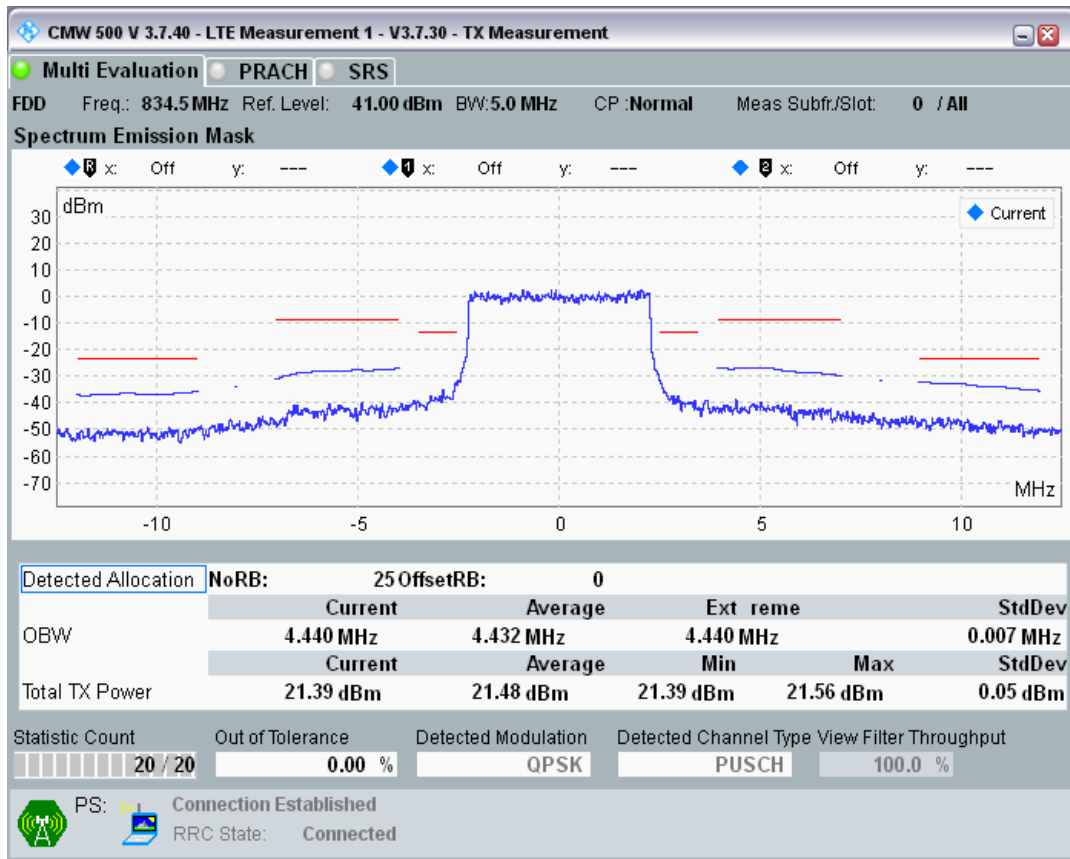 CMW 500 V 3.7.40 - LTE Measurement 1 - V3.7.30 - TX Measurement
Multi Evaluation PRACH SRS
FDD Freq.: 834.5 MHz Ref. Level: 41.00 dBm BW:5.0 MHz CP :Normal Meas Subfr./Slot: 0 / All
Spectrum Emission Mask
R x: Off y: --- 1 x: Off y: --- 2 x: Off y: ---
dBm
Current
30
20
10
0
-10
-20
-30
-40
-50
-60
-70
MHz
-10 -5 0 5 10
Detected Allocation NoRB: 25 OffsetRB: 0
Current Average Ext reme StdDev
OBW 4.440 MHz 4.432 MHz 4.440 MHz 0.007 MHz
Current Average Min Max StdDev
Total TX Power 21.39 dBm 21.48 dBm 21.39 dBm 21.56 dBm 0.05 dBm
Statistic Count Out of Tolerance Detected Modulation Detected Channel Type View Filter Throughput
20 / 20 0.00 % QPSK PUSCH 100.0 %
PS: Connection Established
RRC State: Connected